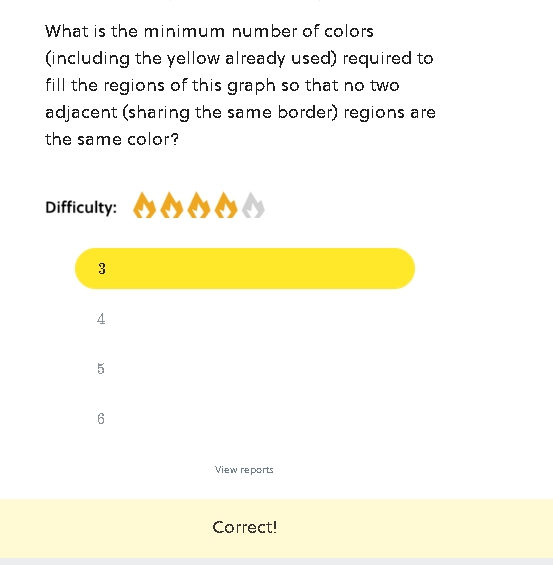 What is the minimum number of colors
(including the yellow already used) required to
fill the regions of this graph so that no two
adjacent (sharing the same border) regions are
the same color?
Difficulty:
3
4
5
6
View reports
Correct!